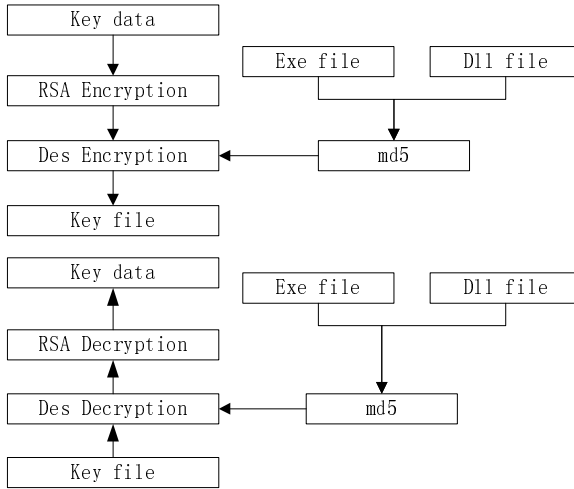 Key data
Exe file
Dll file
RSA Encryption
Des Encryption
md5
Key file
Key data
Exe file
Dll file
RSA Decryption
Des Decryption
md5
Key file